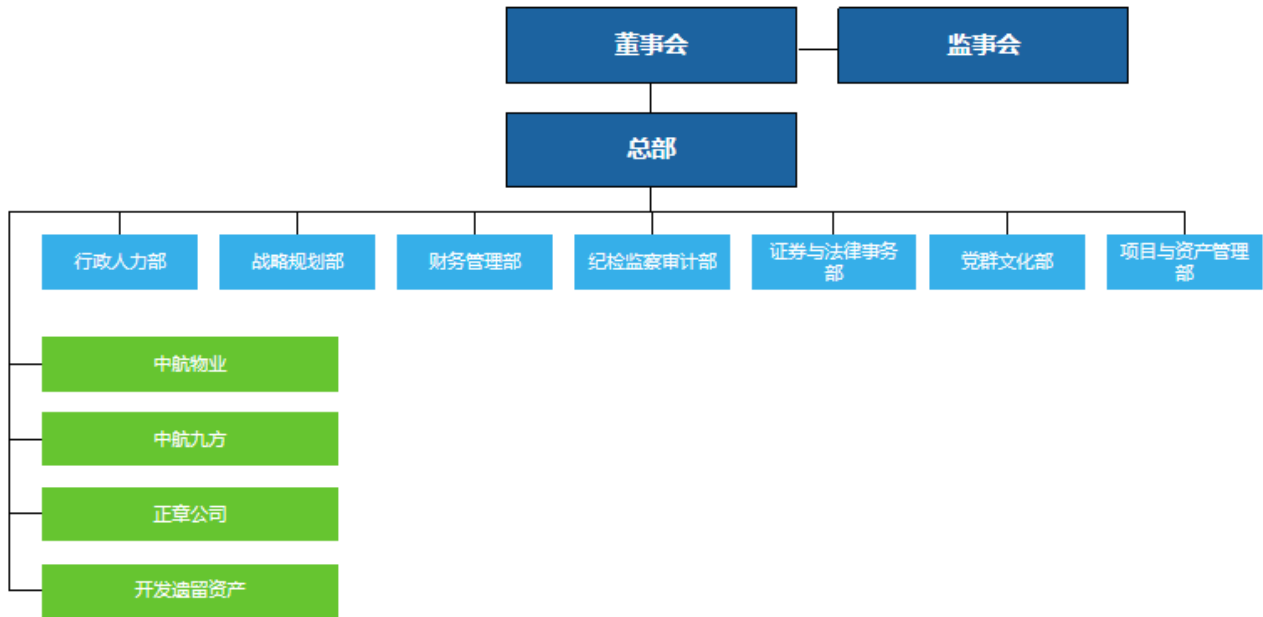 董事会
监事会
总部
行政人力部
战略规划部
财务管理部
纪检监察审计部
证券与法律事务
部
党群文化部
项目与资产管理
部
中航物业
中航九方
正章公司
开发遗留资产